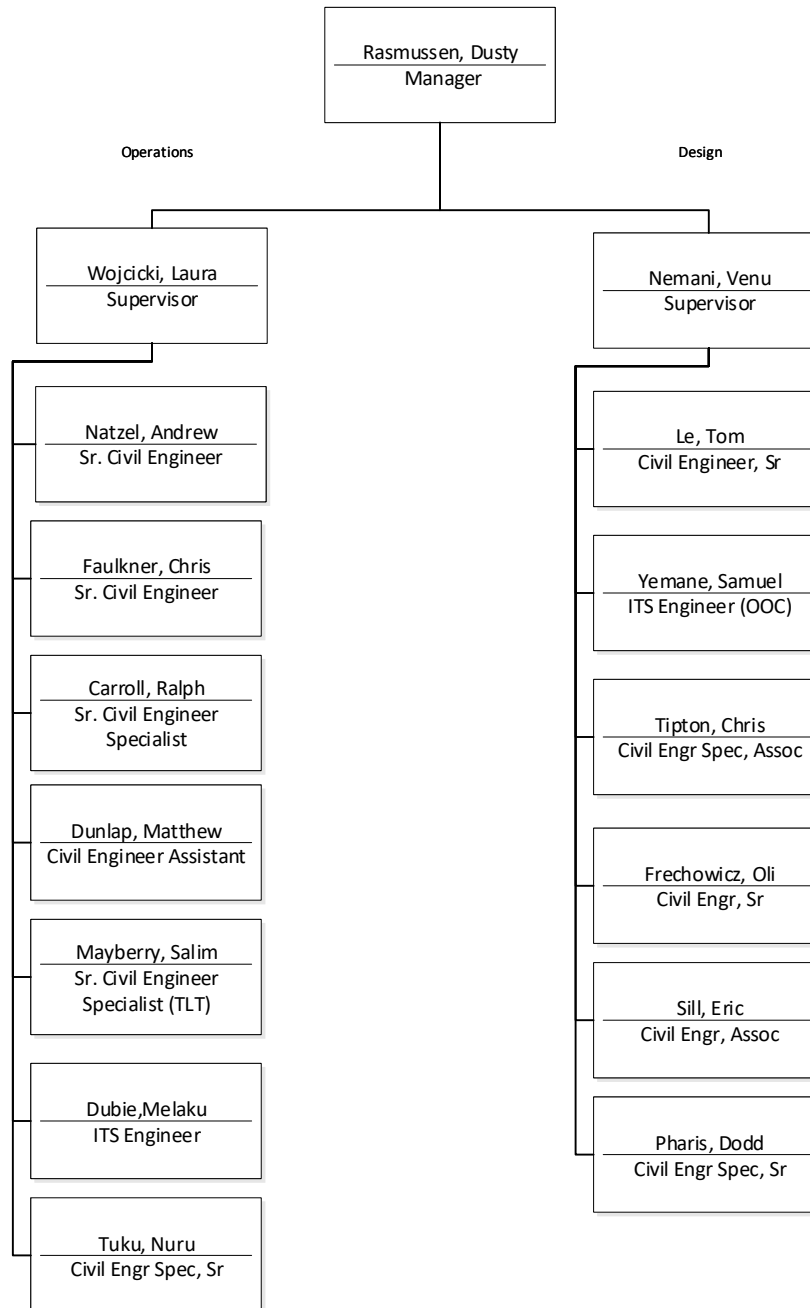 Rasmussen, Dusty
Manager
Operations
Design
Wojcicki, Laura
Supervisor
Natzel, Andrew
Sr. Civil Engineer
Faulkner, Chris
Sr. Civil Engineer
Carroll, Ralph
Sr. Civil Engineer
Specialist
Dunlap, Matthew
Civil Engineer Assistant
Mayberry, Salim
Sr. Civil Engineer
Specialist (TLT)
Dubie,Melaku
ITS Engineer
Tuku, Nuru
Civil Engr Spec, Sr
Nemani, Venu
Supervisor
Le, Tom
Civil Engineer, Sr
Yemane, Samuel
ITS Engineer (OOC)
Tipton, Chris
Civil Engr Spec, Assoc
Frechowicz, Oli
Civil Engr, Sr
Sill, Eric
Civil Engr, Assoc
Pharis, Dodd
Civil Engr Spec, Sr